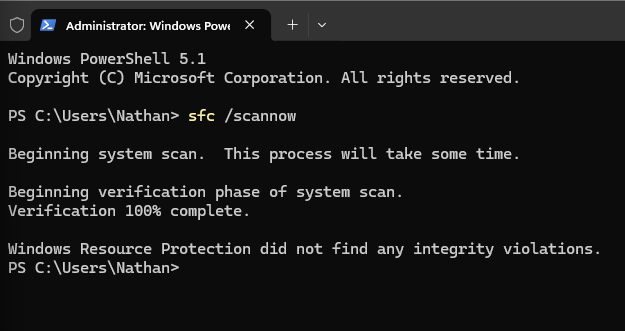 Administrator: Windows Powe
Windows PowerShell 5.1
Copyright (C) Microsoft Corporation. All rights reserved.
PS C:\Users\Nathan> sfc /scannow
Beginning system scan.  This process will take some time.
Beginning verification phase of system scan.
Verification 100% complete.
Windows Resource Protection did not find any integrity violations.
PS C:\Users\Nathan>